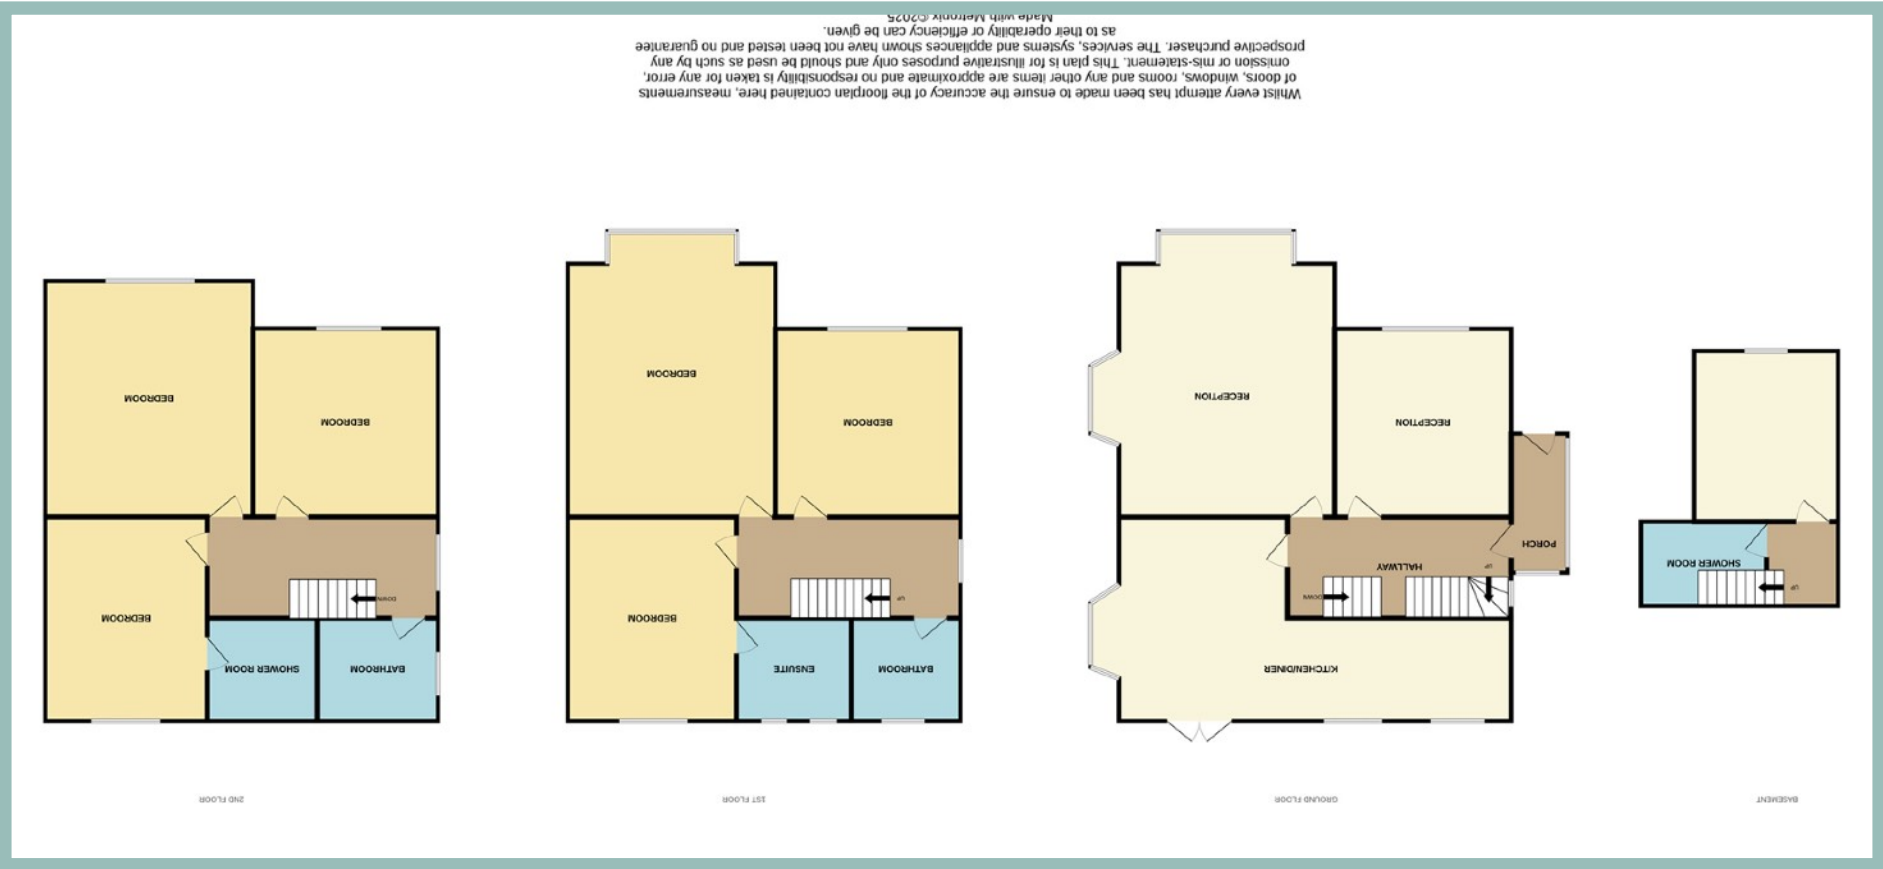 BASEMENT
UP
SHOWER ROOM
GROUND FLOOR
KITCHEN/DINER
DOWN
UP
HALLWAY
PORCH
RECEPTION
RECEPTION
1ST FLOOR
BATHROOM
ENSUITE
BEDROOM
UP
BEDROOM
BEDROOM
2ND FLOOR
BATHROOM
SHOWER ROOM
BEDROOM
DOWN
BEDROOM
BEDROOM
Whilst every attempt has been made to ensure the accuracy of the floorplan contained here, measurements
of doors, windows, rooms and any other items are approximate and no responsibility is taken for any error,
omission or mis-statement. This plan is for illustrative purposes only and should be used as such by any
prospective purchaser. The services, systems and appliances shown have not been tested and no guarantee
as to their operability or efficiency can be given.
Made with Metropix ©2025